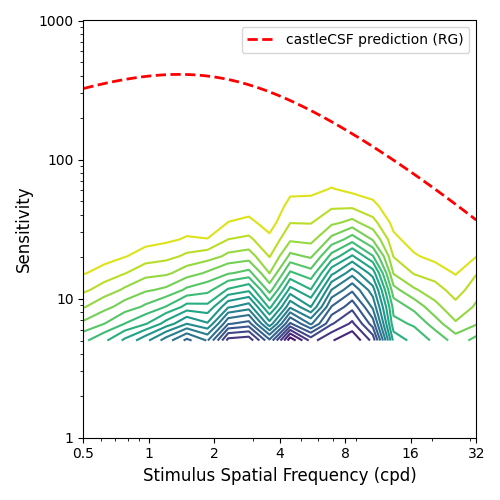 1000
castleCSF prediction (RG)
100
Sensitivity
10
1
0.5 1 2 4 8 16 32
Stimulus Spatial Frequency (cpd)